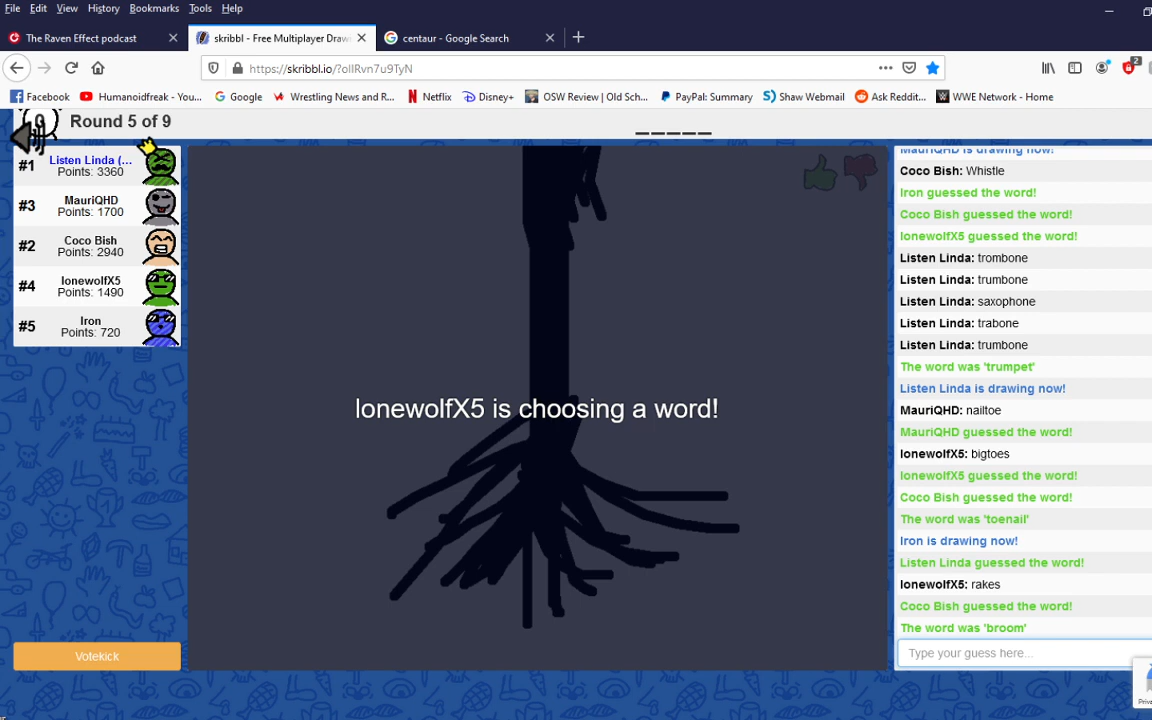 File Edit View History Bookmarks Tools Help
The Raven Effect podcast
skribbl - Free Multiplayer Draw
centaur - Google Search
https://skribbl.io/?olIRvn7u9TyN
Facebook
Humanoidfreak - You...
Google
Wrestling News and R...
Netflix
Disney+
OSW Review | Old Sch...
PayPal: Summary
Shaw Webmail
Ask Reddit...
WWE Network - Home
0
Round 5 of 9
_____
#1
Listen Linda (...
Points: 3360
#3
MauriQHD
Points: 1700
#2
Coco Bish
Points: 2940
#4
lonewolfX5
Points: 1490
#5
Iron
Points: 720
Votekick
lonewolfX5 is choosing a word!
MauriQHD is drawing now!
Coco Bish: Whistle
Iron guessed the word!
Coco Bish guessed the word!
lonewolfX5 guessed the word!
Listen Linda: trombone
Listen Linda: trumbone
Listen Linda: saxophone
Listen Linda: trabone
Listen Linda: trumbone
The word was 'trumpet'
Listen Linda is drawing now!
MauriQHD: nailtoe
MauriQHD guessed the word!
lonewolfX5: bigtoes
lonewolfX5 guessed the word!
Coco Bish guessed the word!
The word was 'toenail'
Iron is drawing now!
Listen Linda guessed the word!
lonewolfX5: rakes
Coco Bish guessed the word!
The word was 'broom'
Type your guess here...
2